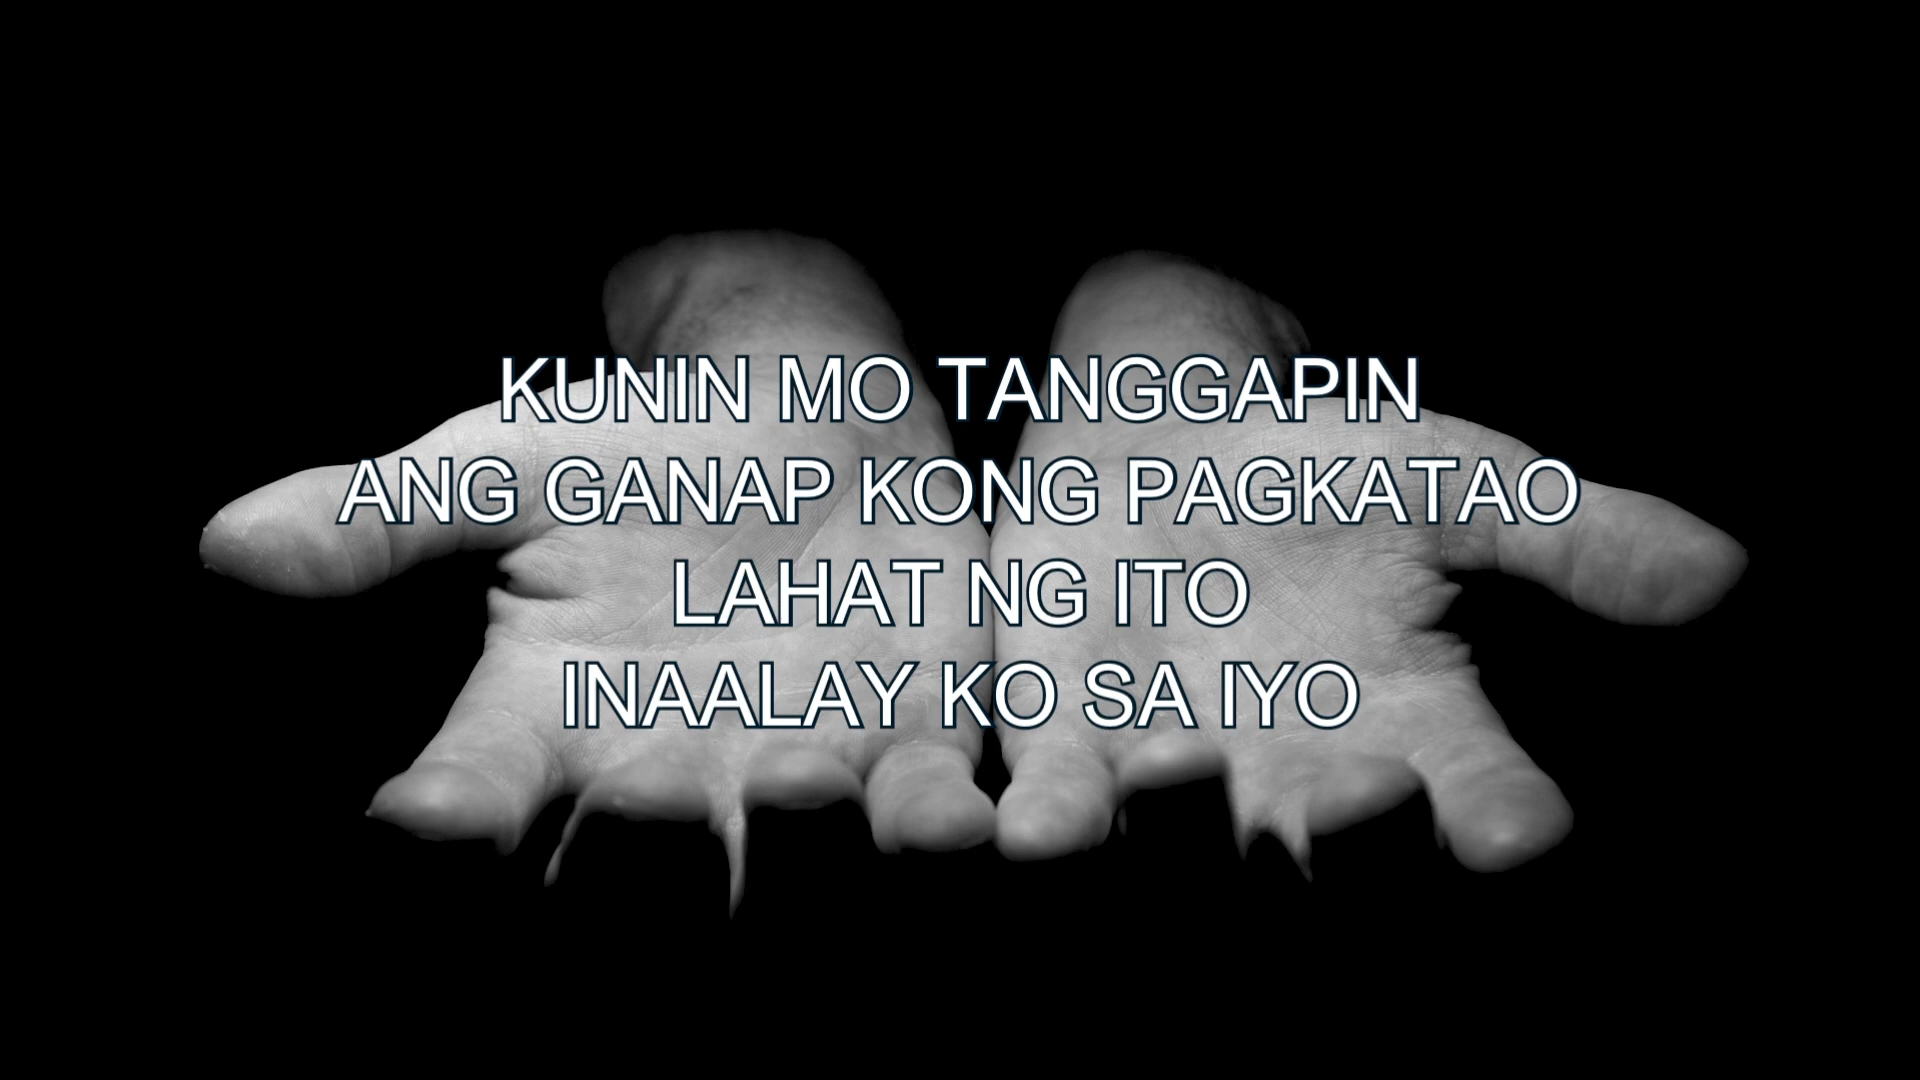 KUNIN MO TANGGAPIN
ANG GANAP KONG PAGKATAO
LAHAT NG ITO
INAALAY KO SA IYO